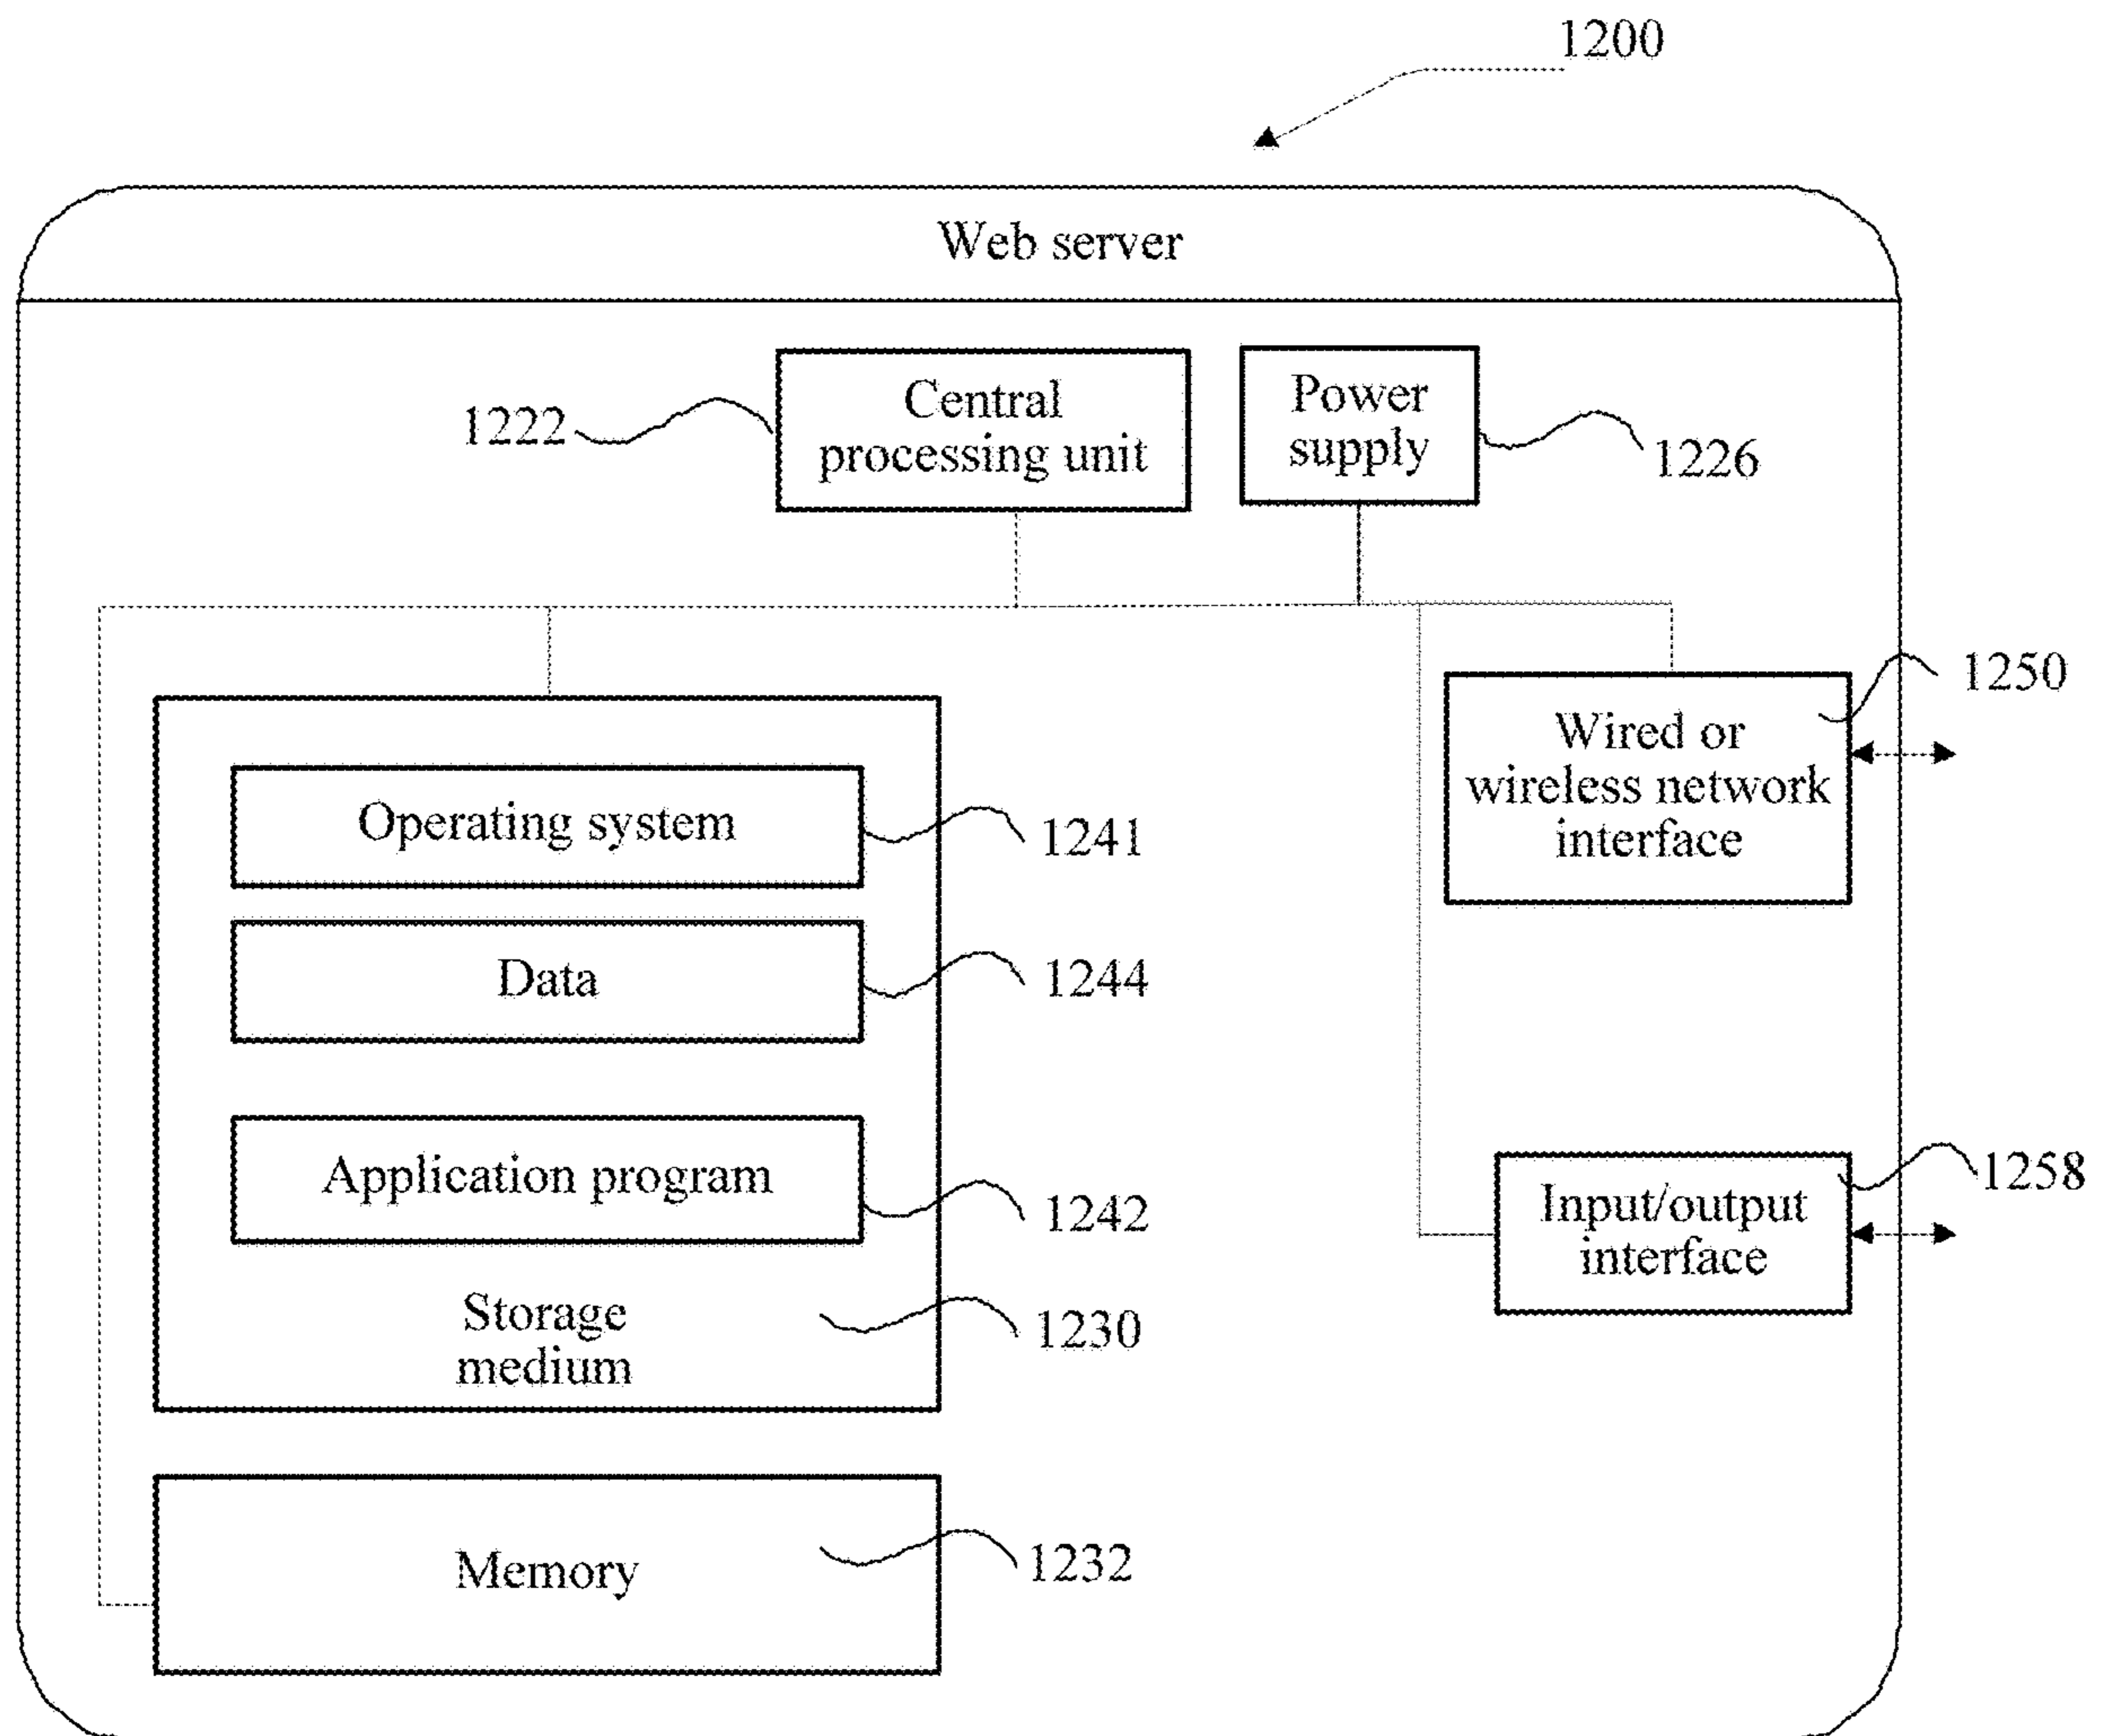 1200
Web server
1222
Central
processing unit
Power
supply
1226
1250
Wired or
wireless network
interface
Operating system
1241
Data
1244
Application program
1242
1258
Input/output
interface
Storage
medium
1230
Memory
1232